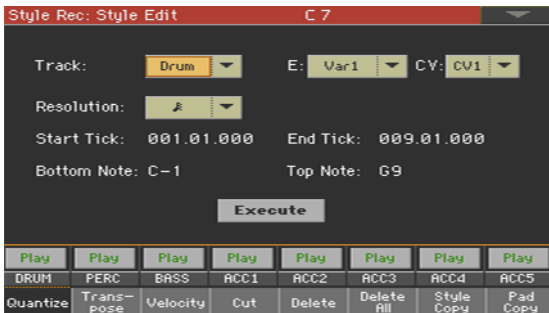 Style Rec: Style Edit C 7
Track: Drum E: Var1 CV: CV1
Resolution:
Start Tick: 001.01.000 End Tick: 009.01.000
Bottom Note: C-1 Top Note: G9
Execute
Play Play Play Play Play Play Play Play
DRUM PERC BASS ACC1 ACC2 ACC3 ACC4 ACC5
Quantize Trans- Velocity Cut Delete Delete Style Pad
pose All Copy Copy